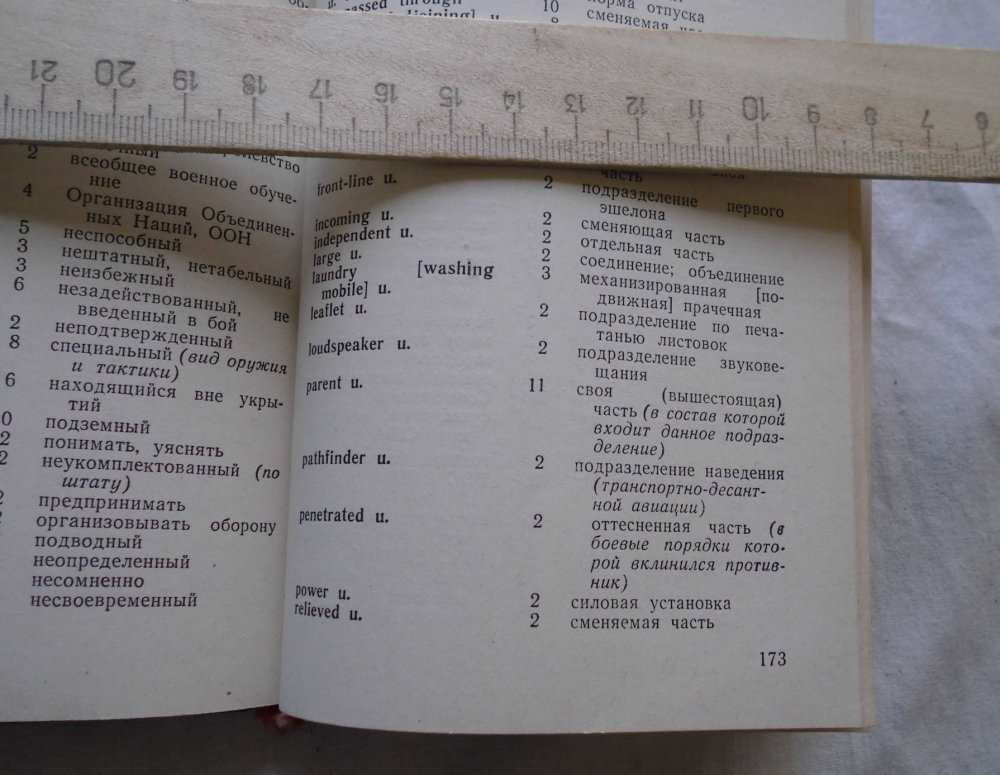 passed through
10 норма отпуска
сменяемая
21 20 19 18 17 16 15 14 13 12 11 10 9 8 7 6
2 всеобщее военное обуче-
ние
4 Организация Объединен-
ных Наций, ООН
5 неспособный
3 нештатный, нетабельный
3 неизбежный
6 незадействованный, не
введенный в бой
2 неподтвержденный
8 специальный (вид оружия
и тактики)
6 находящийся вне укры-
тий
0 подземный
2 понимать, уяснять
2 неукомплектованный (по
штату)
2 предпринимать
организовывать оборону
подводный
неопределенный
несомненно
несвоевременный
часть
front-line u. 2 подразделение первого
эшелона
incoming u. 2 сменяющая часть
independent u. 2 отдельная часть
large u. 2 соединение; объединение
laundry [washing 3 механизированная [по-
mobile] u. движная] прачечная
leaflet u. 2 подразделение по печа-
танью листовок
loudspeaker u. 2 подразделение звукове-
щания
parent u. 11 своя (вышестоящая)
часть (в состав которой
входит данное подраз-
деление)
pathfinder u. 2 подразделение наведения
(транспортно-десант-
ной авиации)
penetrated u. 2 оттесненная часть (в
боевые порядки кото-
рой вклинился против-
ник)
power u. 2 силовая установка
relieved u. 2 сменяемая часть
173